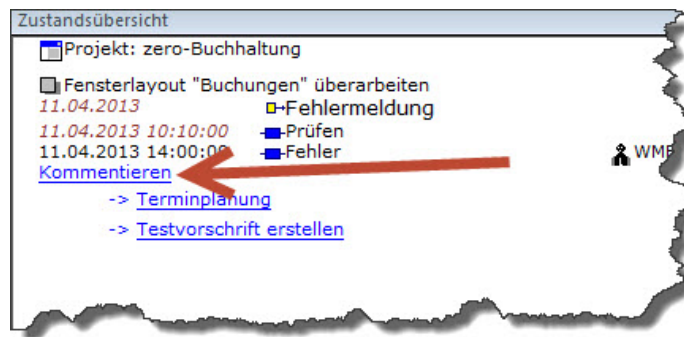 Zustandsübersicht
Projekt: zero-Buchhaltung
Fensterlayout "Buchungen" überarbeiten
11.04.2013 Fehlermeldung
11.04.2013 10:10:00 Prüfen
11.04.2013 14:00:00 Fehler
Kommentieren
-> Terminplanung
-> Testvorschrift erstellen